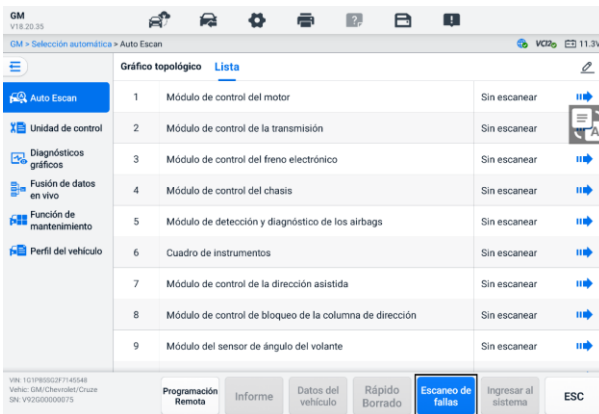 GM
V18.20.35
GM > Selección automática > Auto Escan
VCI
11.3V
Gráfico topológico Lista
Auto Escan
Unidad de control
Diagnósticos
gráficos
Fusión de datos
en vivo
Función de
mantenimiento
Perfil del vehículo
1 Módulo de control del motor Sin escanear
2 Módulo de control de la transmisión Sin escanear
3 Módulo de control del freno electrónico Sin escanear
4 Módulo de control del chasis Sin escanear
5 Módulo de detección y diagnóstico de los airbags Sin escanear
6 Cuadro de instrumentos Sin escanear
7 Módulo de control de la dirección asistida Sin escanear
8 Módulo de control de bloqueo de la columna de dirección Sin escanear
9 Módulo del sensor de ángulo del volante Sin escanear
A
Vehic: GM/Chevrolet/Cruze
SN: V92G00000075
Programación
Remota
Informe
Datos del
vehículo
Rápido
Borrado
Escaneo de
fallas
Ingresar al
sistema
ESC